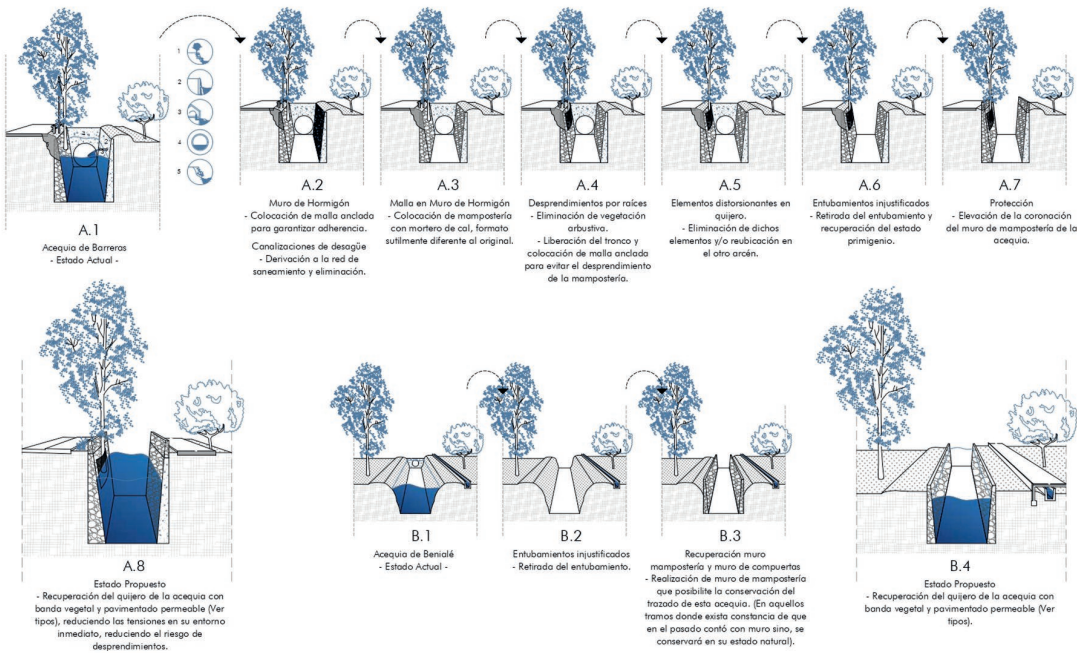 1
2
3
4
5
A.1
Acequia de Barreros
- Estado Actual -
A.2
Muro de Hormigón
- Colocación de malla anclada
para garantizar adherencia.
Canalizaciones de desagüe
- Derivación a la red de
saneamiento y eliminación.
A.3
Malla en Muro de Hormigón
- Colocación de mampostería
con mortero de cal, formato
sutilmente diferente al original.
A.4
Desprendimientos por raíces
- Eliminación de vegetación
arbustiva.
- Liberación del tronco y
colocación de malla anclada
para evitar el desprendimiento
de la mampostería.
A.5
Elementos distorsionantes en
quijero.
- Eliminación de dichos
elementos y/o reubicación en
el otro arcén.
A.6
Entubamientos injustificados
- Retirada del entubamiento y
recuperación del estado
primigenio.
A.7
Protección
- Elevación de la coronación
del muro de mampostería de la
acequia.
A.8
Estado Propuesto
- Recuperación del quijero de la acequia con
banda vegetal y pavimentado permeable (Ver
tipos), reduciendo las tensiones en su entorno
inmediato, reduciendo el riesgo de
desprendimientos.
B.1
Acequia de Benialé
- Estado Actual -
B.2
Entubamientos injustificados
- Retirada del entubamiento.
B.3
Recuperación muro
mampostería y muro de compuertas
- Realización de muro de mampostería
que posibilite la conservación del
trazado de esta acequia. (En aquellos
tramos donde exista constancia de que
en el pasado contó con muro sino, se
conservará en su estado natural).
B.4
Estado Propuesto
- Recuperación del quijero de la acequia con
banda vegetal y pavimentado permeable (Ver
tipos).